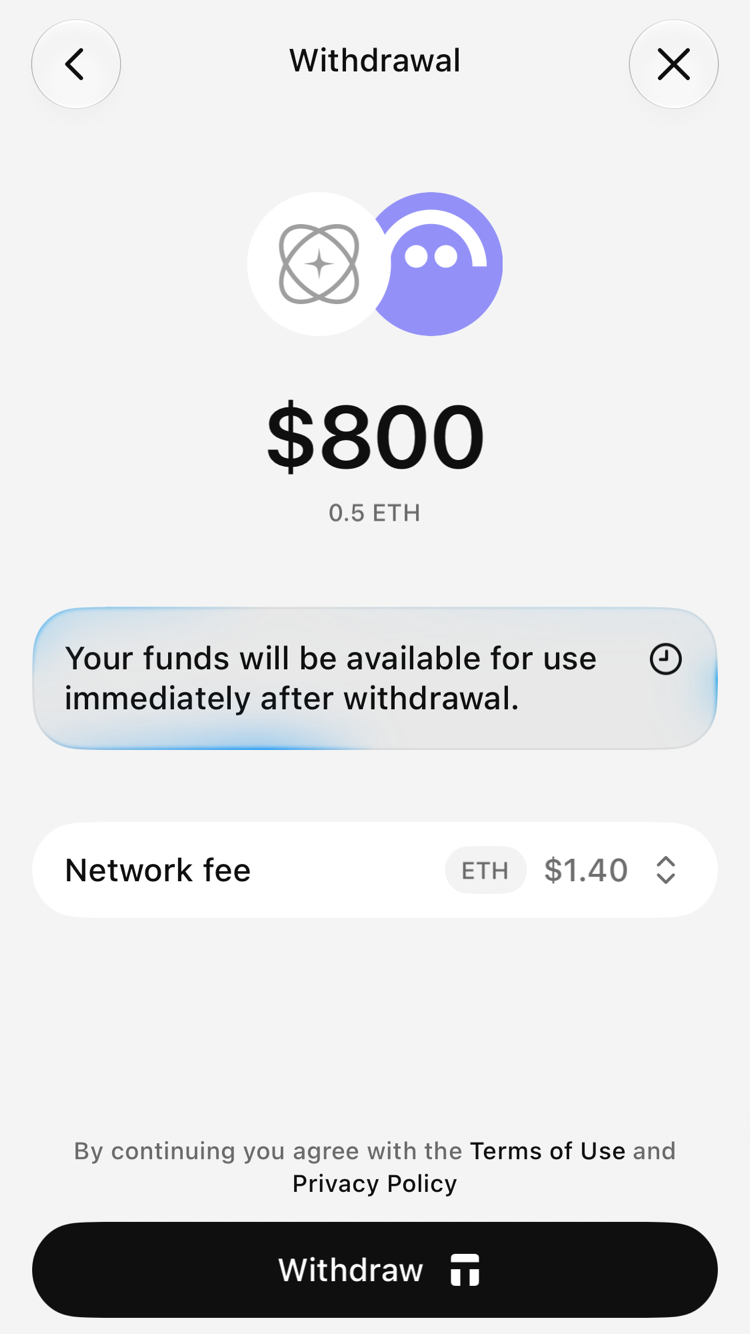 Withdrawal
$800
0.5 ETH
Your funds will be available for use
immediately after withdrawal.
Network fee ETH $1.40
By continuing you agree with the Terms of Use and
Privacy Policy
Withdraw